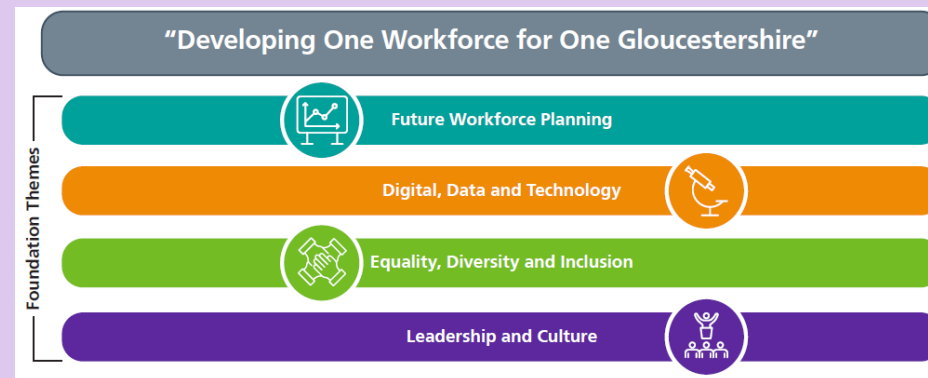 “Developing One Workforce for One Gloucestershire”
Foundation Themes
Future Workforce Planning
Digital, Data and Technology
Equality, Diversity and Inclusion
Leadership and Culture